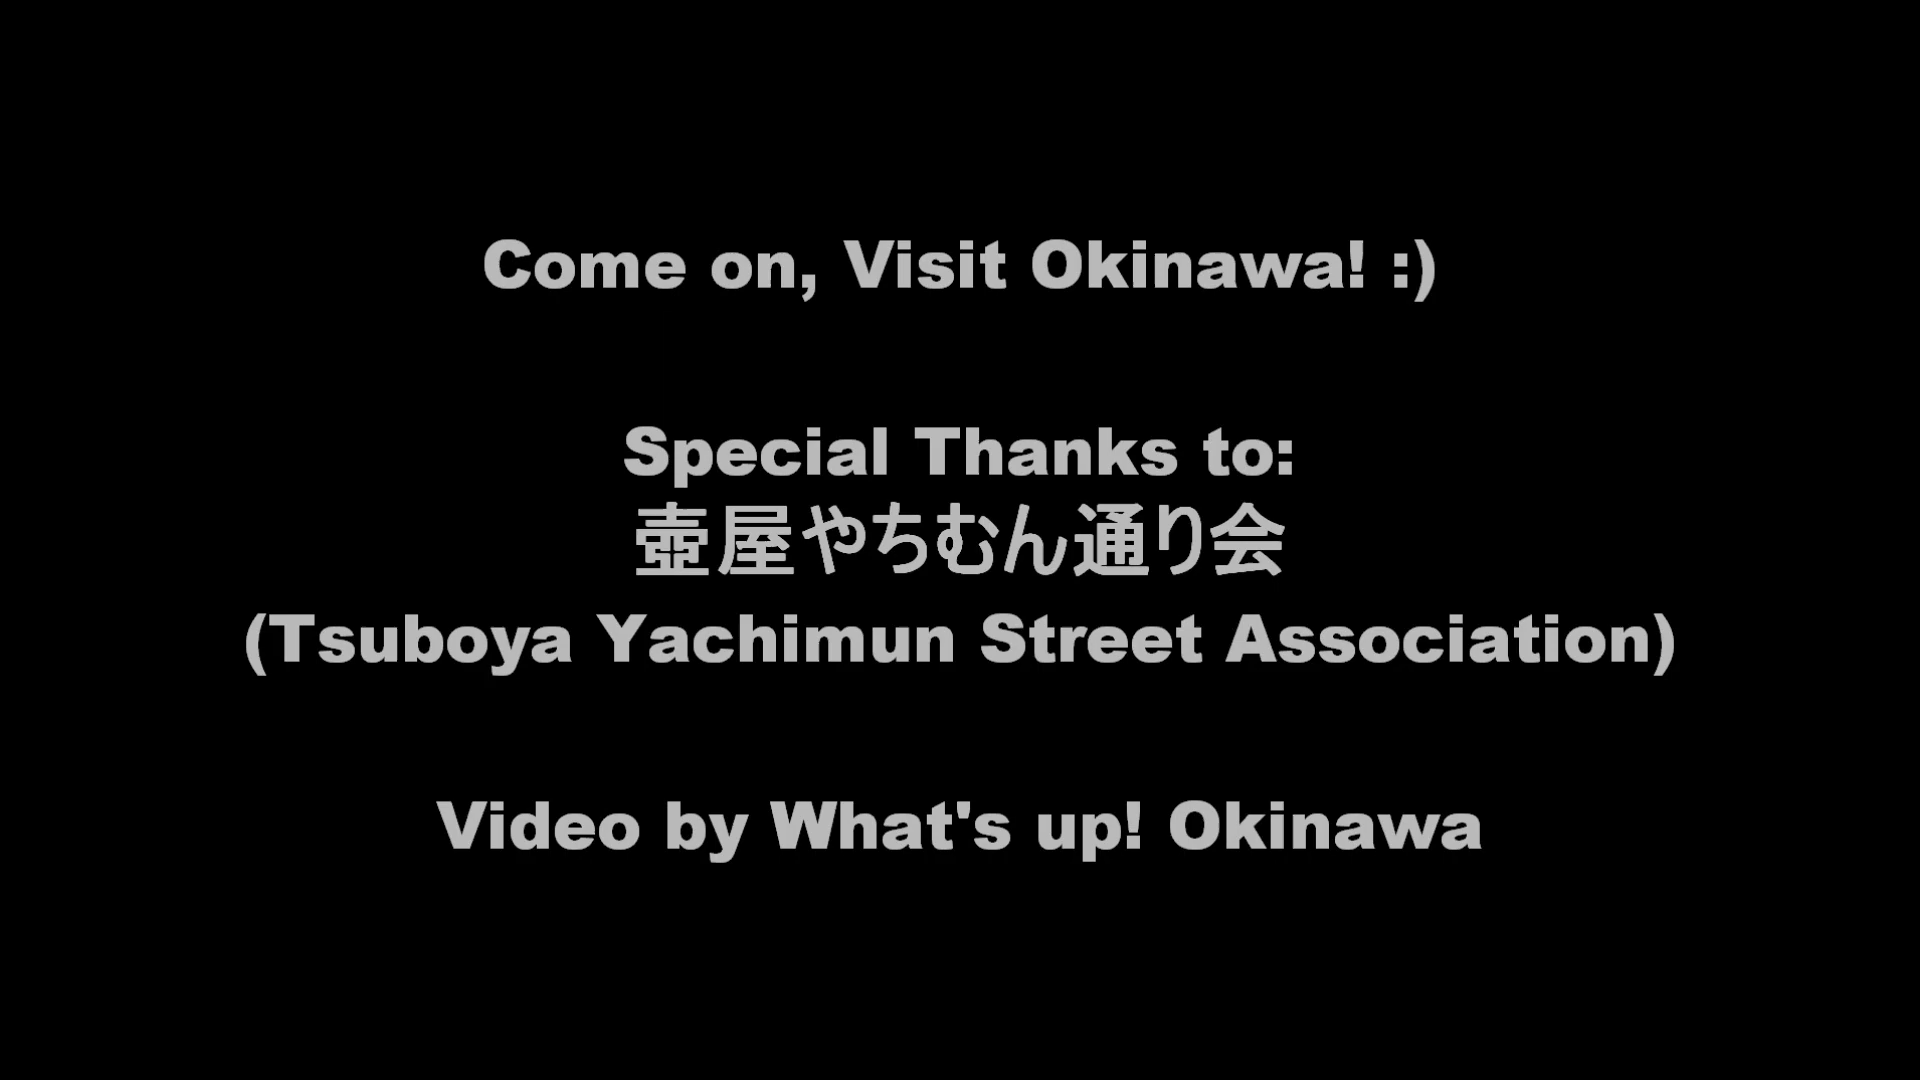 Come on, Visit Okinawa! :)
Special Thanks to:
壺屋やちむん通り会
(Tsuboya Yachimun Street Association)
Video by What's up! Okinawa